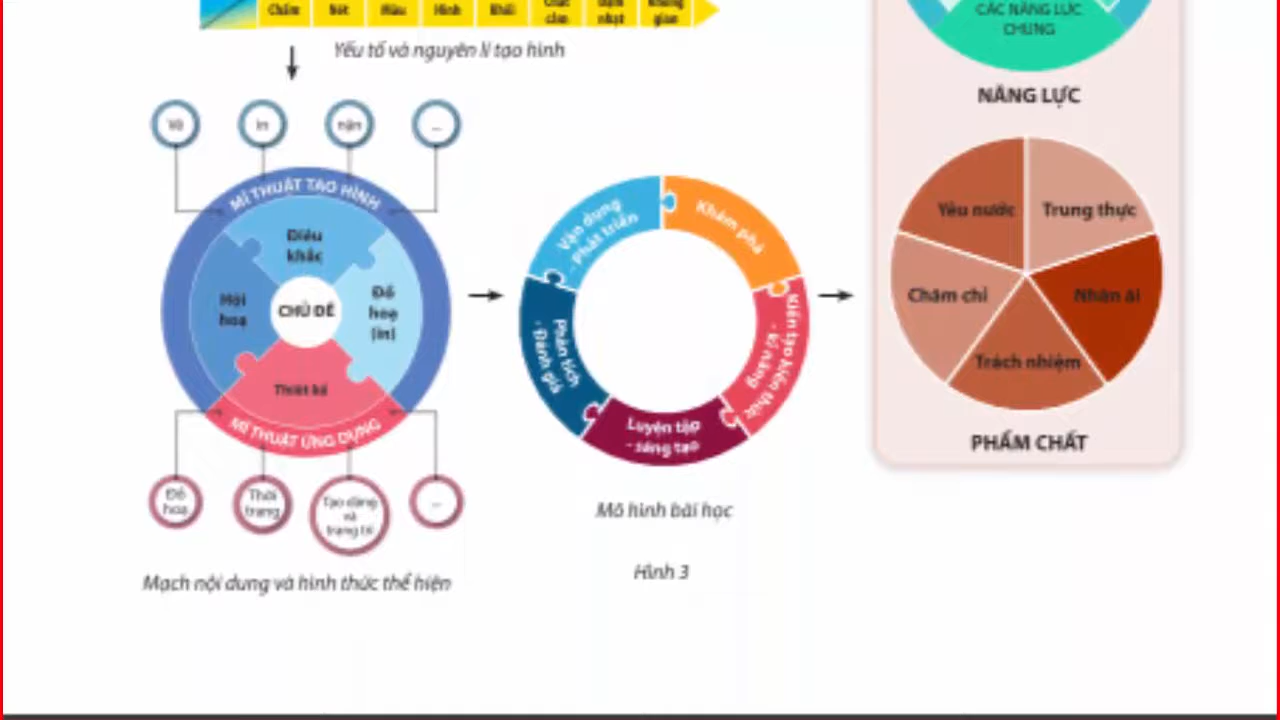 Chấm Nét Màu Hình Khối gian
CÁC NĂNG LỰC
CHUNG
Yếu tố và nguyên lí tạo hình
NĂNG LỰC
Vẽ in nặn ...
MĨ THUẬT TẠO HÌNH
Điêu
khắc
Hội
hoạ
CHỦ ĐỀ
Đồ
hoạ
(in)
Thiết kế
MĨ THUẬT ỨNG DỤNG
Đồ
hoạ
Thời
trang
Tạo dáng
và
trang trí
...
Mạch nội dung và hình thức thể hiện
Vận dụng
- Phát triển
Khám phá
Kiến tạo kiến thức
- kĩ năng
Luyện tập
- sáng tạo
Phân tích
- Đánh giá
Mô hình bài học
Hình 3
Yêu nước
Trung thực
Chăm chỉ
Nhân ái
Trách nhiệm
PHẨM CHẤT